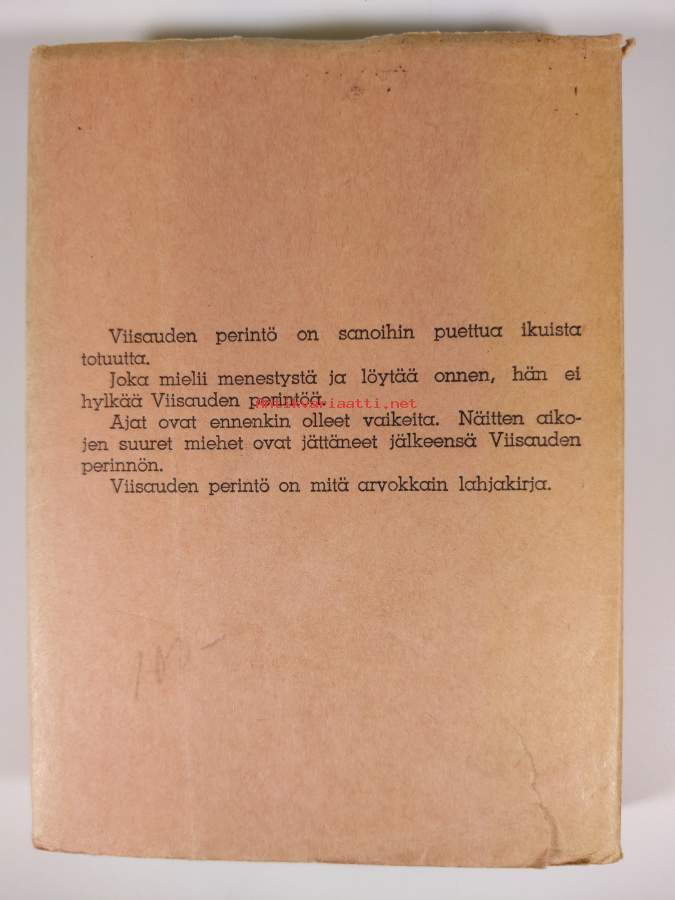 Viisauden perintö on sanoihin puettua ikuista
totuutta.
Joka mielii menestystä ja löytää onnen, hän ei
hylkää Viisauden perintöä.
Antikvariaatti.net
Ajat ovat ennenkin olleet vaikeita. Näitten aiko-
jen suuret miehet ovat jättäneet jälkeensä Viisauden
perinnön.
Viisauden perintö on mitä arvokkain lahjakirja.